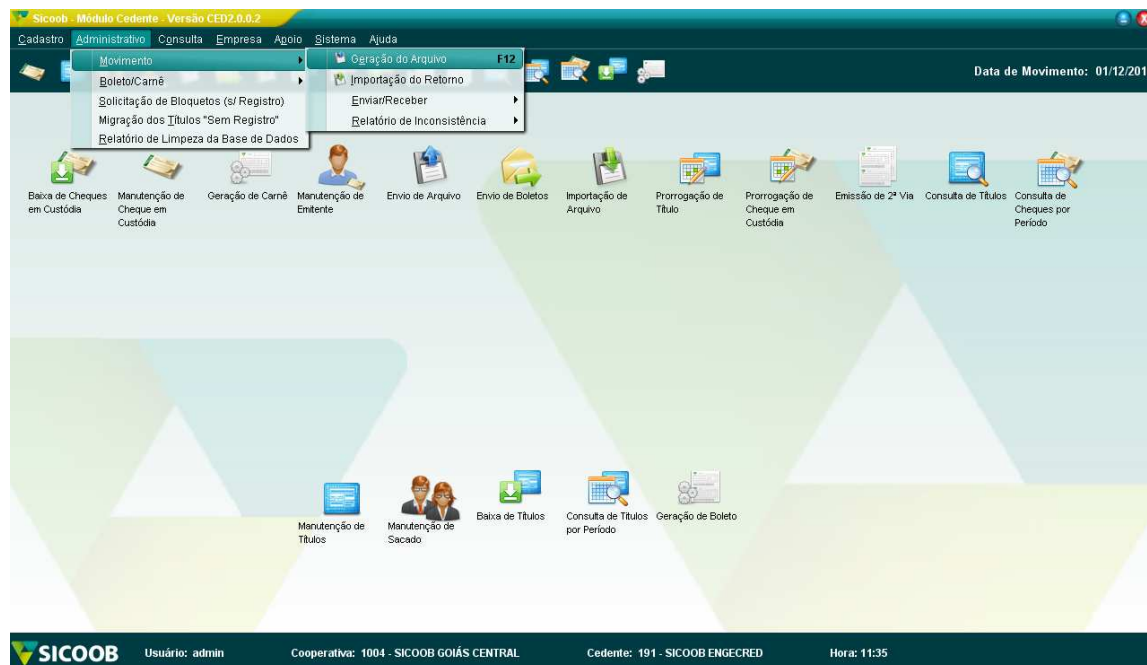 Sicoob - Módulo Cedente - Versão CED2.0.0.2
Cadastro Administrativo Consulta Empresa Apoio Sistema Ajuda
Movimento
Boleto/Carnê
Solicitação de Bloquetos (s/ Registro)
Migração dos Títulos "Sem Registro"
Relatório de Limpeza da Base de Dados
Geração do Arquivo F12
Importação do Retorno
Enviar/Receber
Relatório de Inconsistência
Data de Movimento: 01/12/201
Baixa de Cheques
em Custódia
Manutenção de
Cheque em
Custódia
Geração de Carnê
Manutenção de
Emitente
Envio de Arquivo
Envio de Boletos
Importação de
Arquivo
Prorrogação de
Título
Prorrogação de
Cheque em
Custódia
Emissão de 2ª Via
Consulta de Títulos
Consulta de
Cheques por
Período
Manutenção de
Títulos
Manutenção de
Sacado
Baixa de Títulos
Consulta de Títulos
por Período
Geração de Boleto
SICOOB Usuário: admin Cooperativa: 1004 - SICOOB GOIÁS CENTRAL Cedente: 191 - SICOOB ENGECRED Hora: 11:35